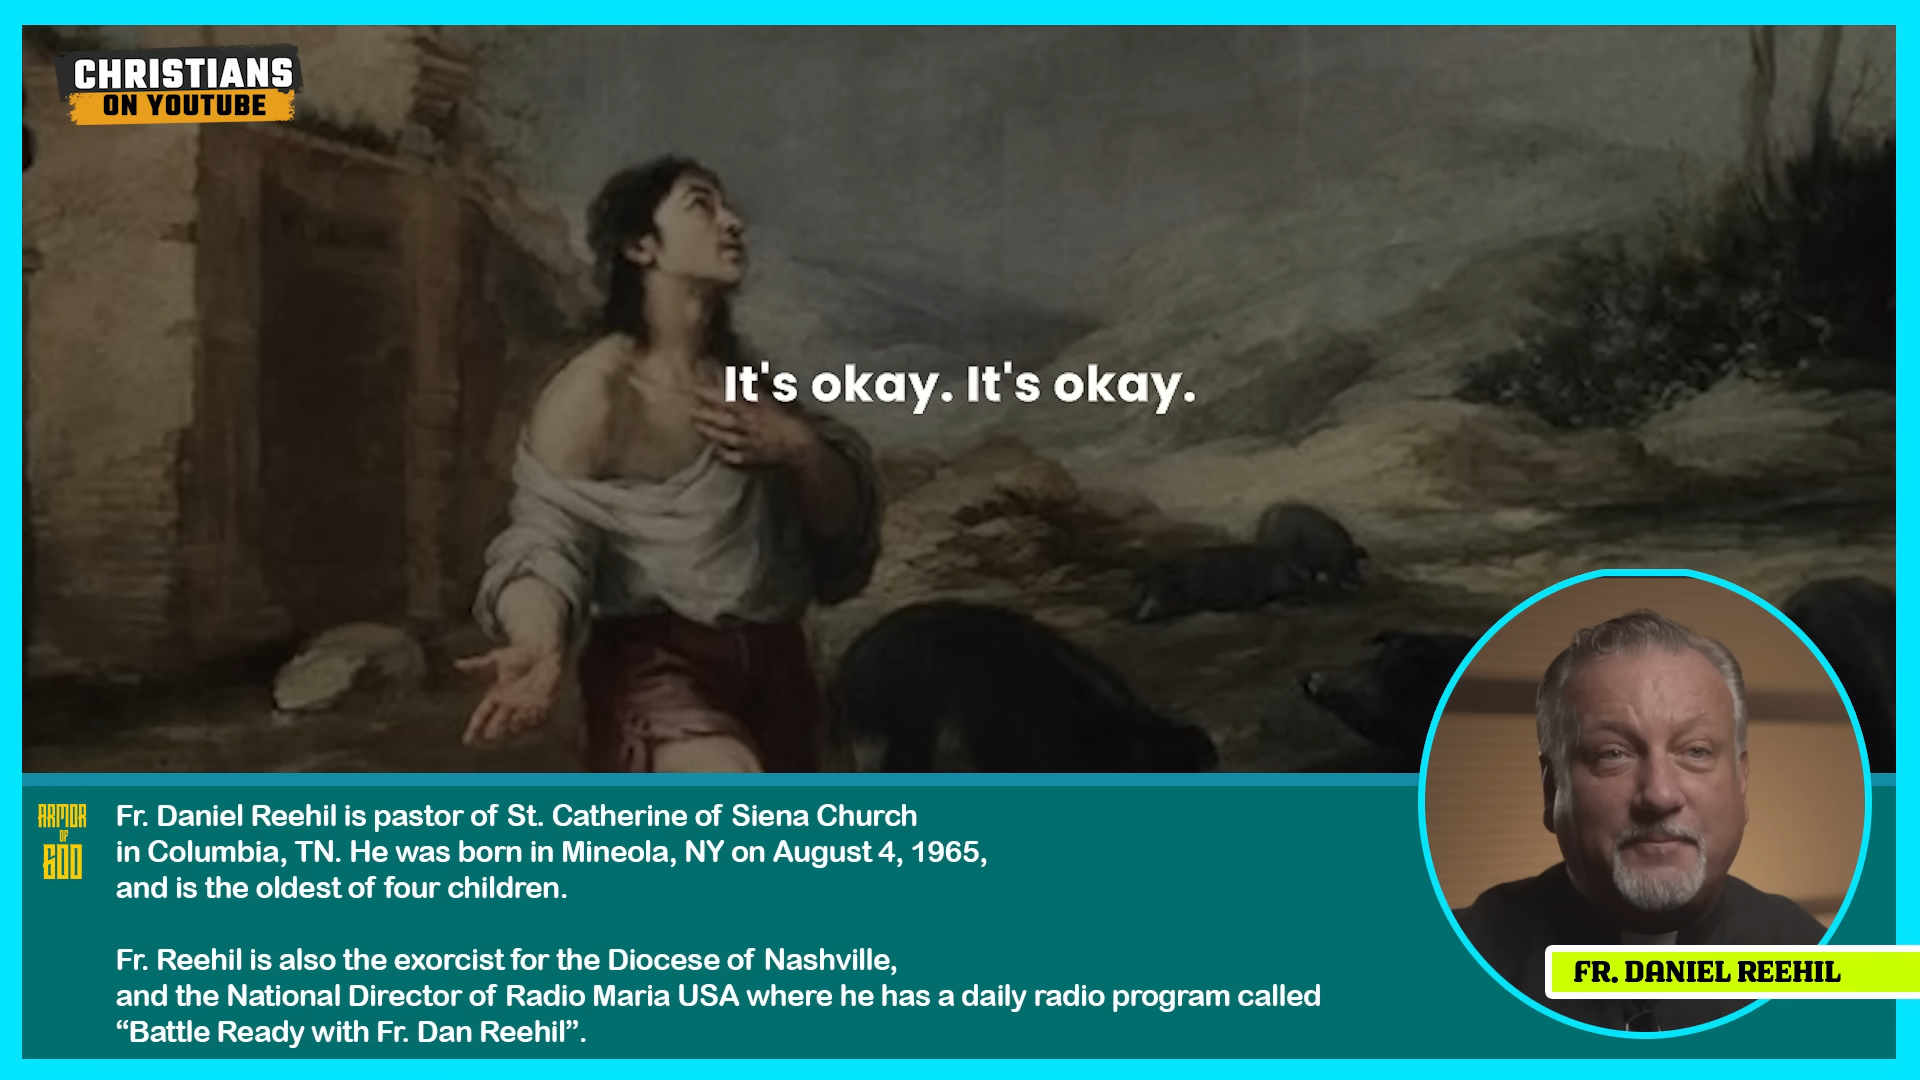 CHRISTIANS
ON YOUTUBE
It's okay. It's okay.
ARMOR
OF
GOD
Fr. Daniel Reehil is pastor of St. Catherine of Siena Church
in Columbia, TN. He was born in Mineola, NY on August 4, 1965,
and is the oldest of four children.
Fr. Reehil is also the exorcist for the Diocese of Nashville,
and the National Director of Radio Maria USA where he has a daily radio program called
“Battle Ready with Fr. Dan Reehil”.
FR. DANIEL REEHIL